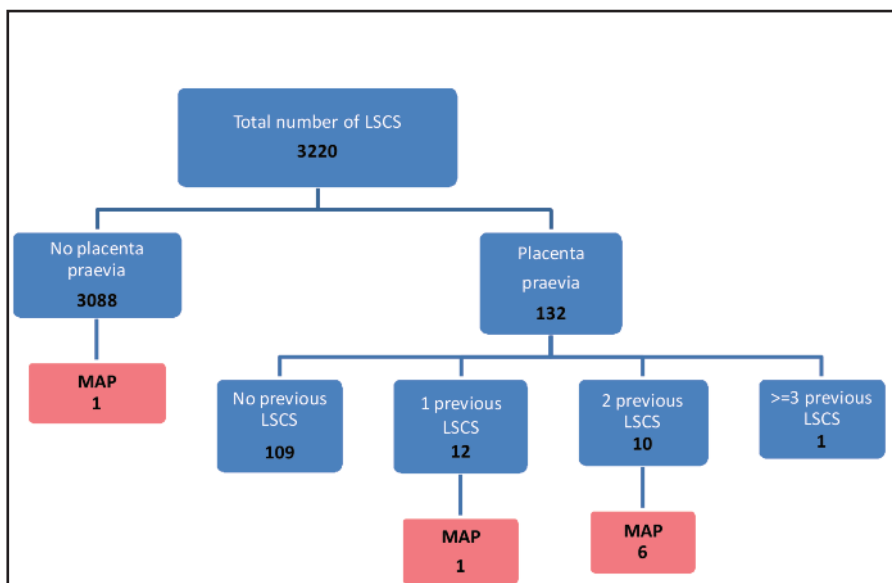 Total number of LSCS
3220
No placenta
praevia
3088
Placenta
praevia
132
MAP
1
No previous
LSCS
109
1 previous
LSCS
12
2 previous
LSCS
10
>=3 previous
LSCS
1
MAP
1
MAP
6